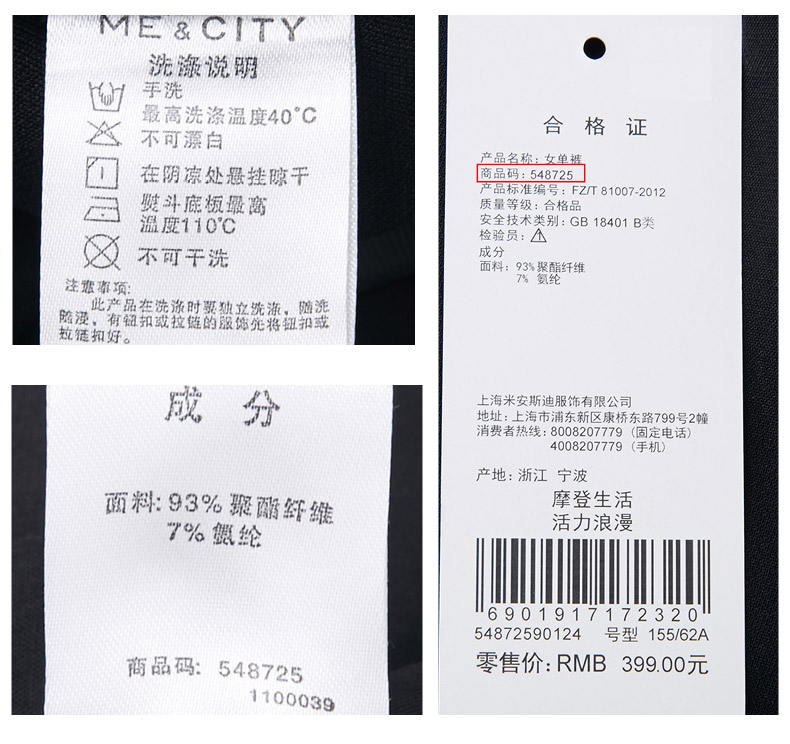 ME & CITY
洗涤说明
手洗
最高洗涤温度40°C
不可漂白
在阴凉处悬挂晾干
熨斗底板最高
温度110°C
不可干洗
注意事项:
此产品在洗涤时要独立洗涤，随洗
随浸，有钮扣或拉链的服饰先将钮扣或
拉链扣好。
成 分
面料: 93% 聚酯纤维
7% 氨纶
商品码: 548725
1100039
合 格 证
产品名称: 女单裤
商品码: 548725
产品标准编号: FZ/T 81007-2012
质量等级: 合格品
安全技术类别: GB 18401 B类
检验员: 1
成分
面料: 93% 聚酯纤维
7% 氨纶
上海米安斯迪服饰有限公司
地址: 上海市浦东新区康桥东路799号2幢
消费者热线: 8008207779 (固定电话)
4008207779 (手机)
产地: 浙江 宁波
摩登生活
活力浪漫
6901917172320
54872590124 号型 155/62A
零售价: RMB 399.00元